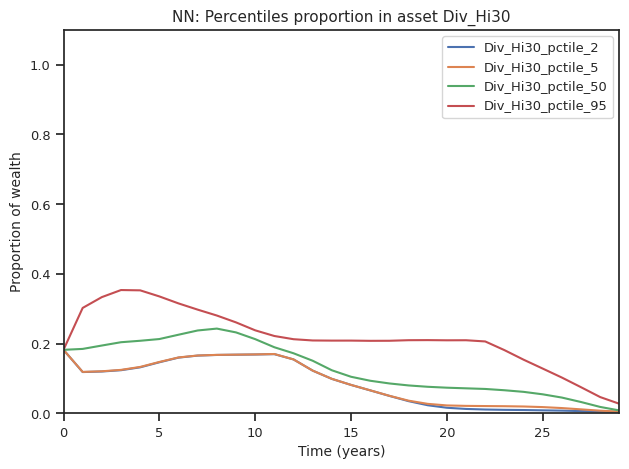 NN: Percentiles proportion in asset Div_Hi30
Div_Hi30_pctile_2
Div_Hi30_pctile_5
Div_Hi30_pctile_50
Div_Hi30_pctile_95
Proportion of wealth
1.0
0.8
0.6
0.4
0.2
0.0
0 5 10 15 20 25
Time (years)